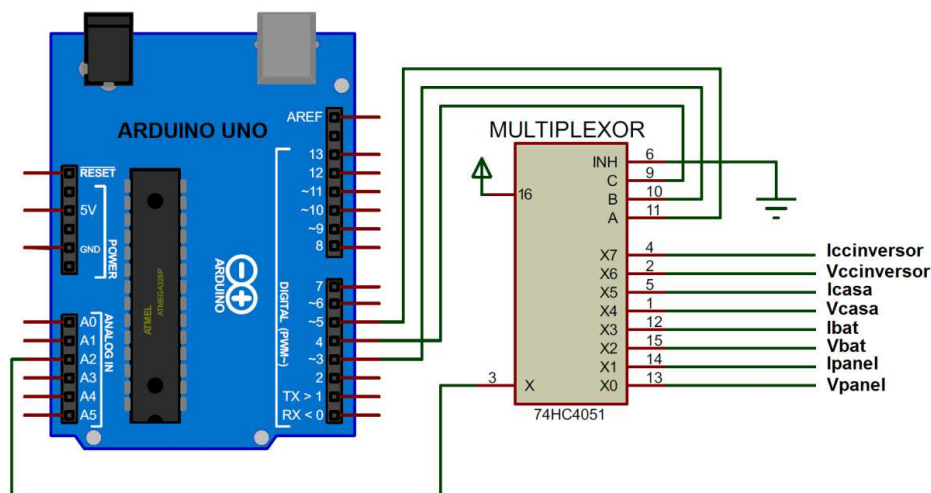 ARDUINO UNO
AREF
13
12
~11
~10
~9
8
7
~6
~5
4
~3
2
TX > 1
RX < 0
DIGITAL (PWM~)
ARDUINO
RESET
5V
GND
POWER
A0
A1
A2
A3
A4
A5
ANALOG IN
ATMEL
ATMEGA328P
MULTIPLEXOR
16
INH 6
C 9
B 10
A 11
X7 4 Iccinversor
X6 2 Vccinversor
X5 5 Icasa
X4 1 Vcasa
X3 12 Ibat
X2 15 Vbat
X1 14 Ipanel
3 X X0 13 Vpanel
74HC4051